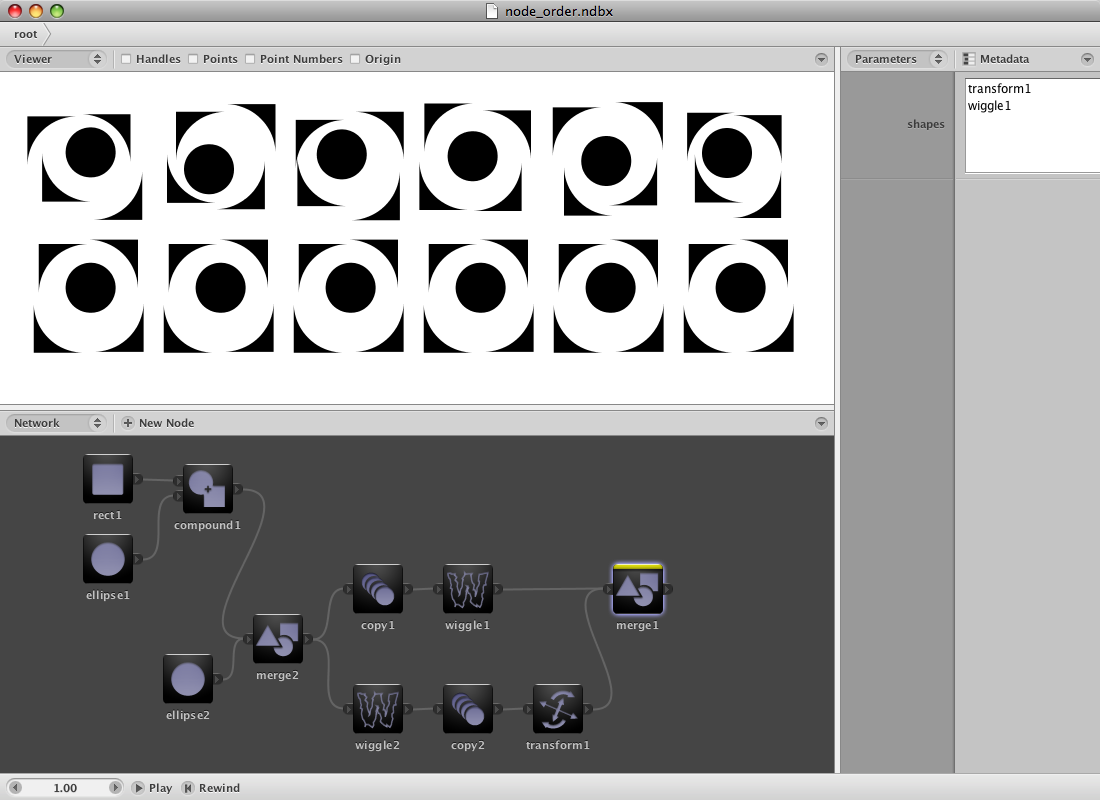 node_order.ndbx
root
Viewer Handles Points Point Numbers Origin
Parameters Metadata
shapes
transform1
wiggle1
Network New Node
rect1
compound1
ellipse1
copy1 wiggle1 merge1
merge2
ellipse2
wiggle2 copy2 transform1
1.00 Play Rewind